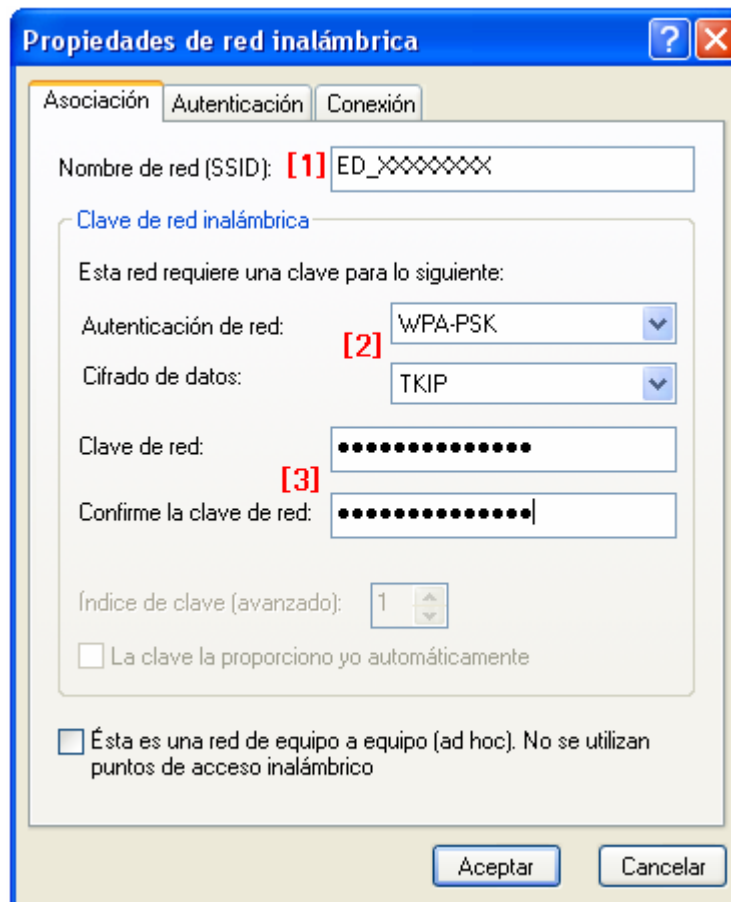 Propiedades de red inalámbrica
Asociación Autenticación Conexión
Nombre de red (SSID): [1] ED_XXXXXXXX
Clave de red inalámbrica
Esta red requiere una clave para lo siguiente:
Autenticación de red: WPA-PSK
[2]
Cifrado de datos: TKIP
Clave de red: ••••••••••••••
[3]
Confirme la clave de red: ••••••••••••••
Índice de clave (avanzado): 1
La clave la proporciono yo automáticamente
Ésta es una red de equipo a equipo (ad hoc). No se utilizan
puntos de acceso inalámbrico
Aceptar Cancelar